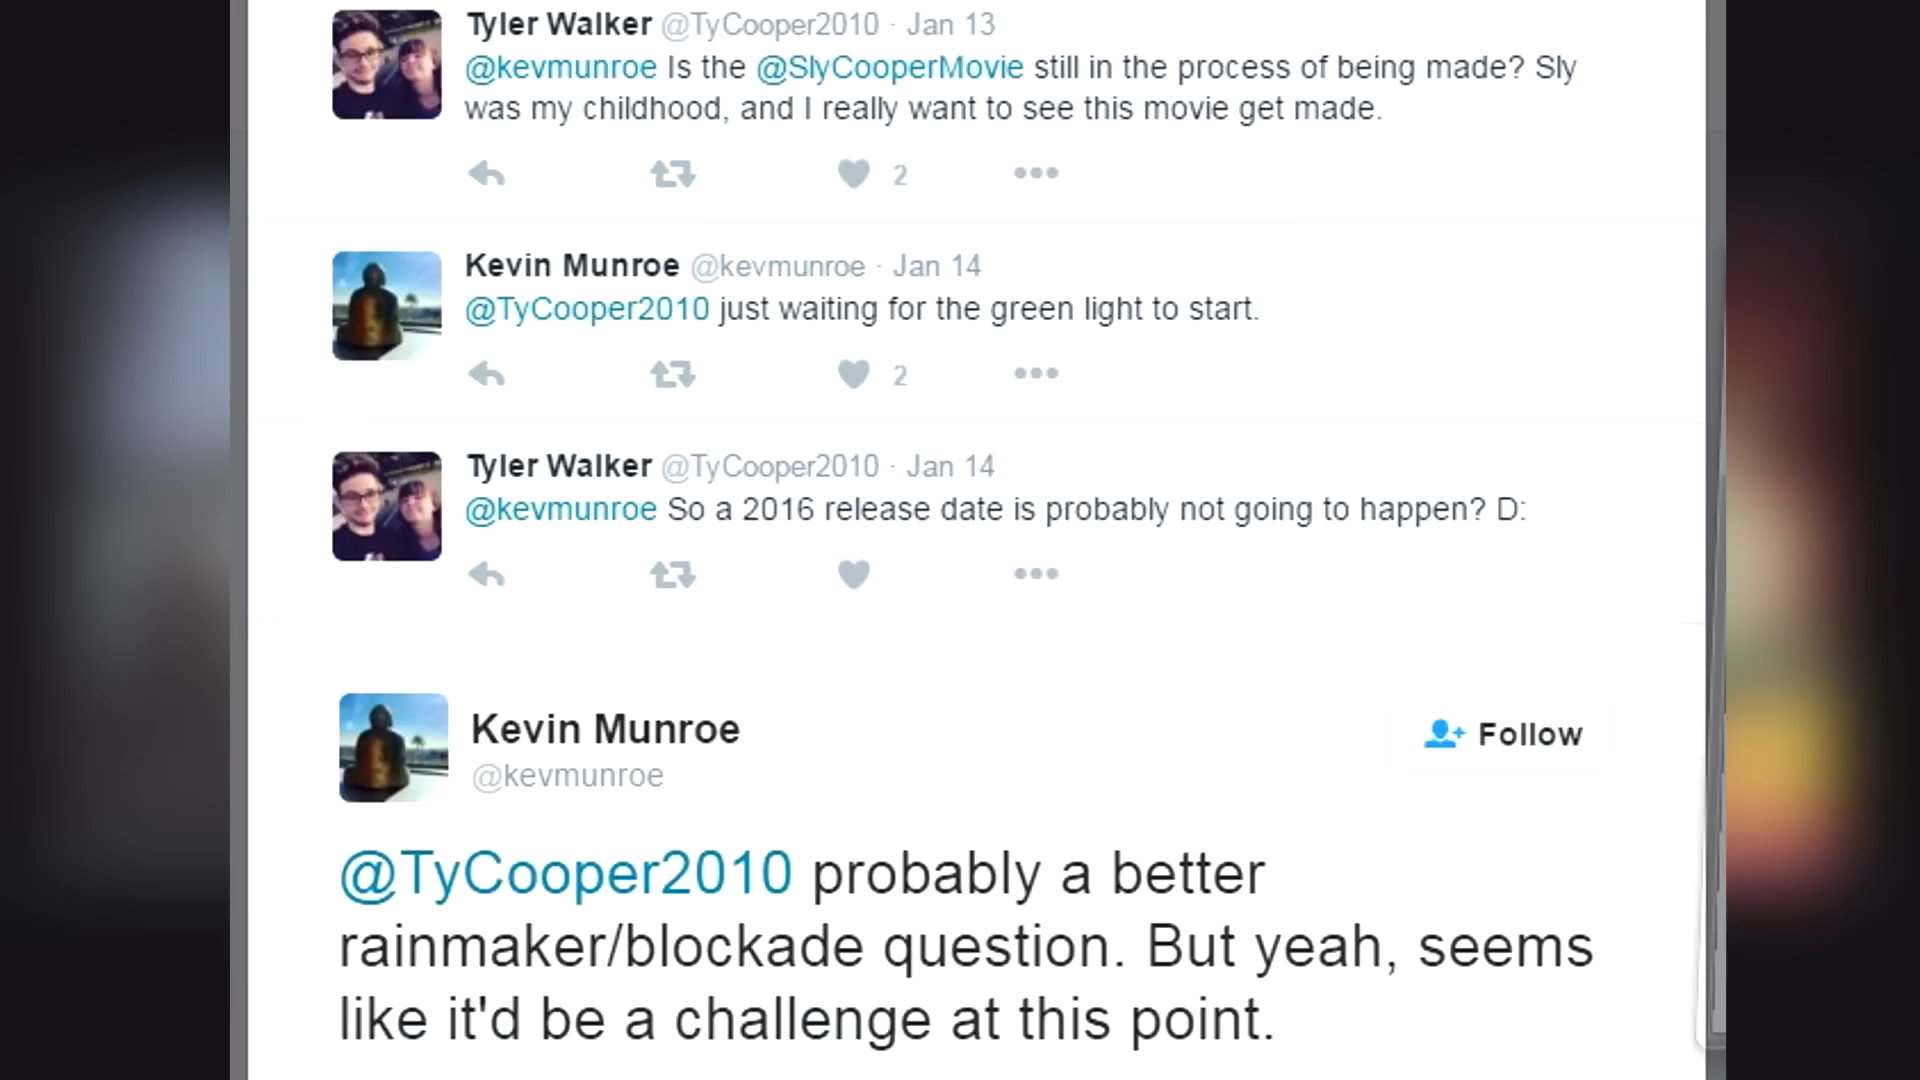 Tyler Walker @TyCooper2010 · Jan 13
@kevmunroe Is the @SlyCooperMovie still in the process of being made? Sly
was my childhood, and I really want to see this movie get made.
2
Kevin Munroe @kevmunroe · Jan 14
@TyCooper2010 just waiting for the green light to start.
2
Tyler Walker @TyCooper2010 · Jan 14
@kevmunroe So a 2016 release date is probably not going to happen? D:
Kevin Munroe
Follow
@kevmunroe
@TyCooper2010 probably a better
rainmaker/blockade question. But yeah, seems
like it'd be a challenge at this point.